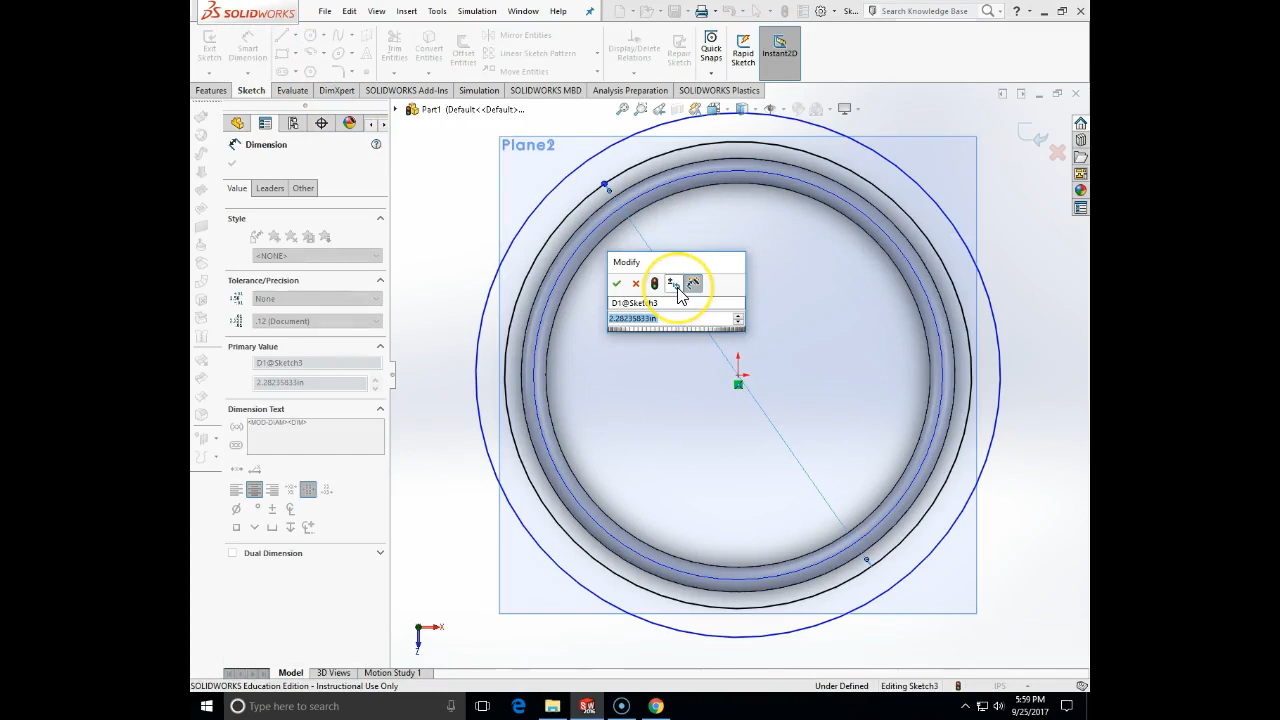 SOLIDWORKS File Edit View Insert Tools Simulation Window Help Sk... Search Knowledge Base
Exit Sketch Smart Dimension Trim Entities Convert Entities Offset Entities Mirror Entities Linear Sketch Pattern Move Entities Display/Delete Relations Repair Sketch Quick Snaps Rapid Sketch Instant2D
Features Sketch Evaluate DimXpert SOLIDWORKS Add-Ins Simulation SOLIDWORKS MBD Analysis Preparation SOLIDWORKS Plastics
Part1 (Default<<Default>...
Dimension
Value Leaders Other
Style
<NONE>
Tolerance/Precision
None
.12 (Document)
Primary Value
D1@Sketch3
2.28235833in
Dimension Text
<MOD-DIAM><DIM>
Dual Dimension
Plane2
Modify
D1@Sketch3
2.28235833in
X
Z
Model 3D Views Motion Study 1
SOLIDWORKS Education Edition - Instructional Use Only Under Defined Editing Sketch3 IPS
Type here to search
5:59 PM
9/25/2017